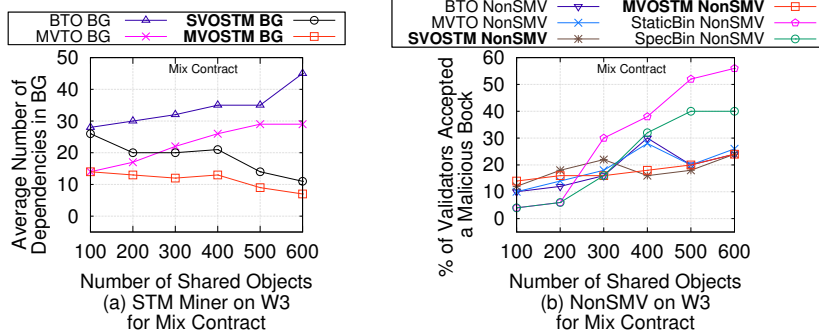 BTO BG
SVOSTM BG
MVTO BG
MVOSTM BG
Mix Contract
50
40
30
20
10
0
Average Number of
Dependencies in BG
100 200 300 400 500 600
Number of Shared Objects
(a) STM Miner on W3
for Mix Contract
BTO NonSMV
MVOSTM NonSMV
MVTO NonSMV
StaticBin NonSMV
SVOSTM NonSMV
SpecBin NonSMV
Mix Contract
60
50
40
30
20
10
0
% of Validators Accepted
a Malicious Bock
100 200 300 400 500 600
Number of Shared Objects
(b) NonSMV on W3
for Mix Contract